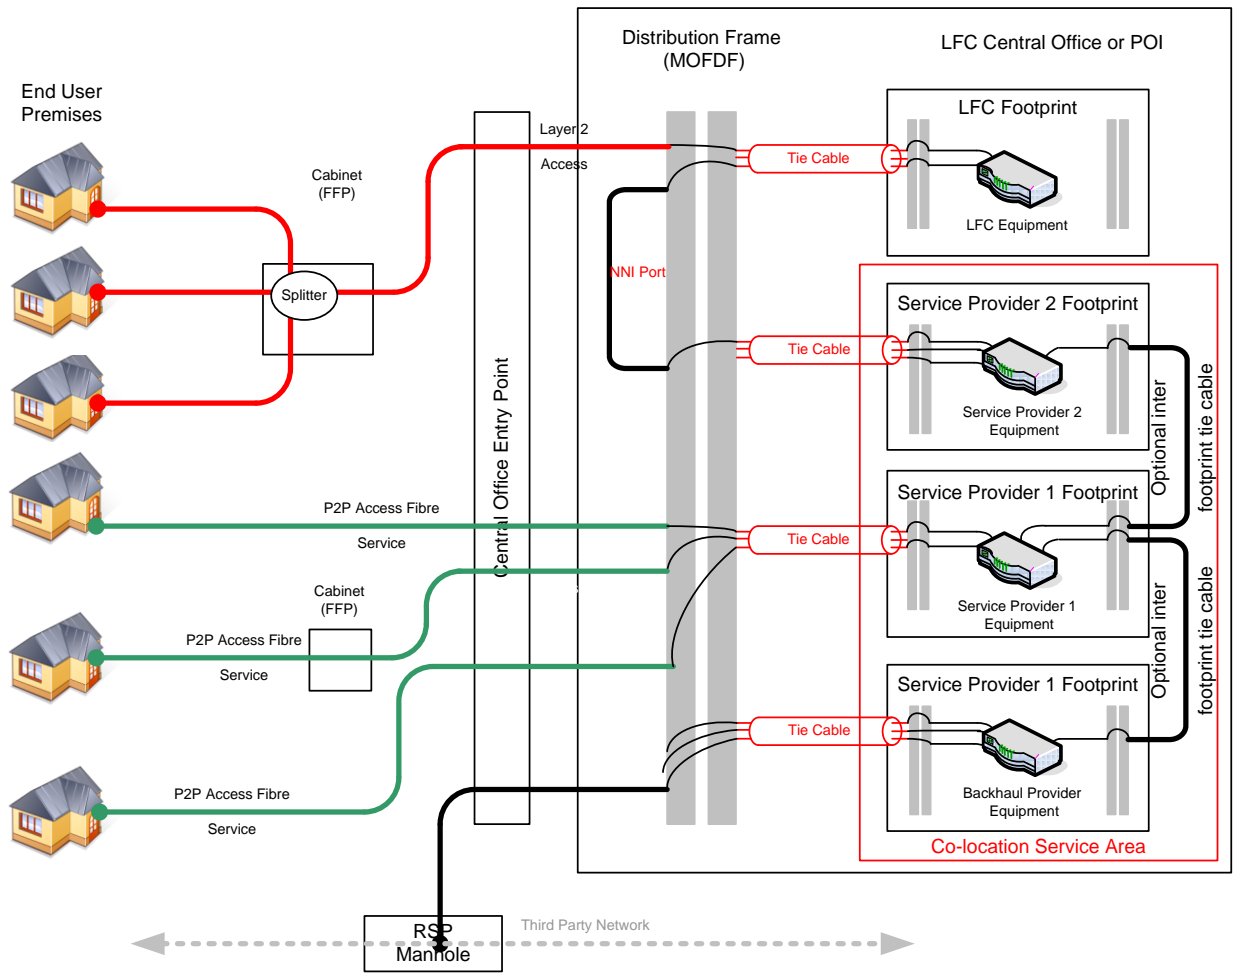 Distribution Frame
(MOFDF)
LFC Central Office or POI
End User
Premises
LFC Footprint
Layer 2
Access
Tie Cable
Cabinet
(FFP)
LFC Equipment
NNI Port
Splitter
Service Provider 2 Footprint
Tie Cable
Service Provider 2
Equipment
Optional inter
footprint tie cable
Central Office Entry Point
Service Provider 1 Footprint
P2P Access Fibre
Service
Tie Cable
Service Provider 1
Equipment
Cabinet
(FFP)
P2P Access Fibre
Service
Optional inter
footprint tie cable
Service Provider 1 Footprint
Tie Cable
Backhaul Provider
Equipment
P2P Access Fibre
Service
Co-location Service Area
Third Party Network
RSP
Manhole